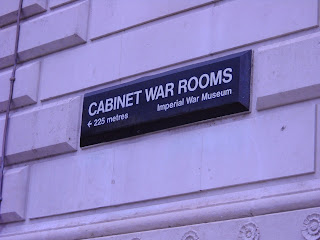 CABINET WAR ROOMS
← 225 metres Imperial War Museum